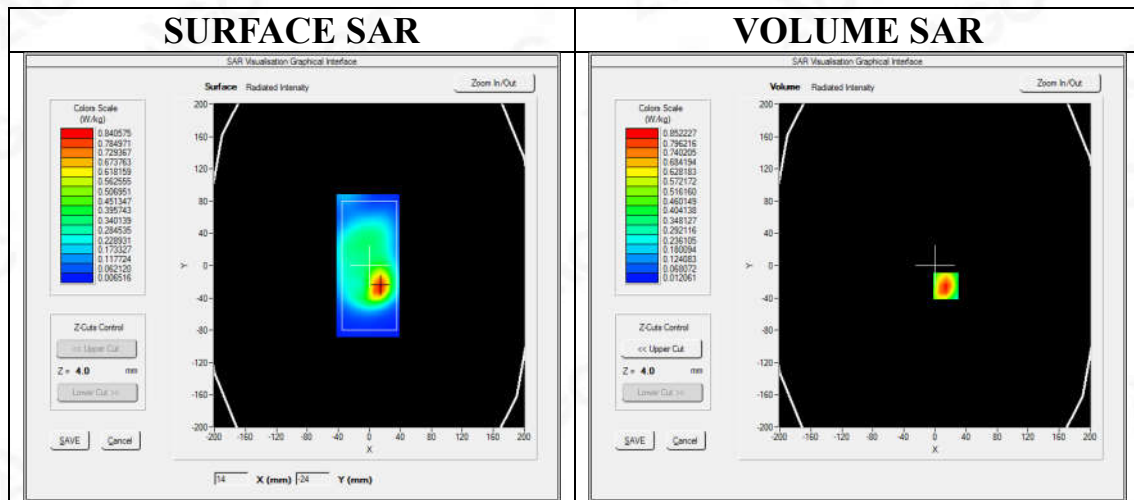 SURFACE SAR
SAR Visualisation Graphical Interface
Surface Radiated Intensity
Zoom In/Out
Colors Scale
(W/kg)
0.840575
0.784971
0.729367
0.673763
0.618159
0.562555
0.506951
0.451347
0.395743
0.340139
0.284535
0.228931
0.173327
0.117724
0.062120
0.006516
Z-Cuts Control
<< Upper Cut
Z = 4.0 mm
Lower Cut >>
SAVE Cancel
200
160
120
80
40
0
-40
-80
-120
-160
-200
Y
-200 -160 -120 -80 -40 0 40 80 120 160 200
X
14 X (mm) -24 Y (mm)
VOLUME SAR
SAR Visualisation Graphical Interface
Volume Radiated Intensity
Zoom In/Out
Colors Scale
(W/kg)
0.852227
0.796216
0.740205
0.684194
0.628183
0.572172
0.516160
0.460149
0.404138
0.348127
0.292116
0.236105
0.180094
0.124083
0.068072
0.012061
Z-Cuts Control
<< Upper Cut
Z = 4.0 mm
Lower Cut >>
SAVE Cancel
200
160
120
80
40
0
-40
-80
-120
-160
-200
Y
-200 -160 -120 -80 -40 0 40 80 120 160 200
X